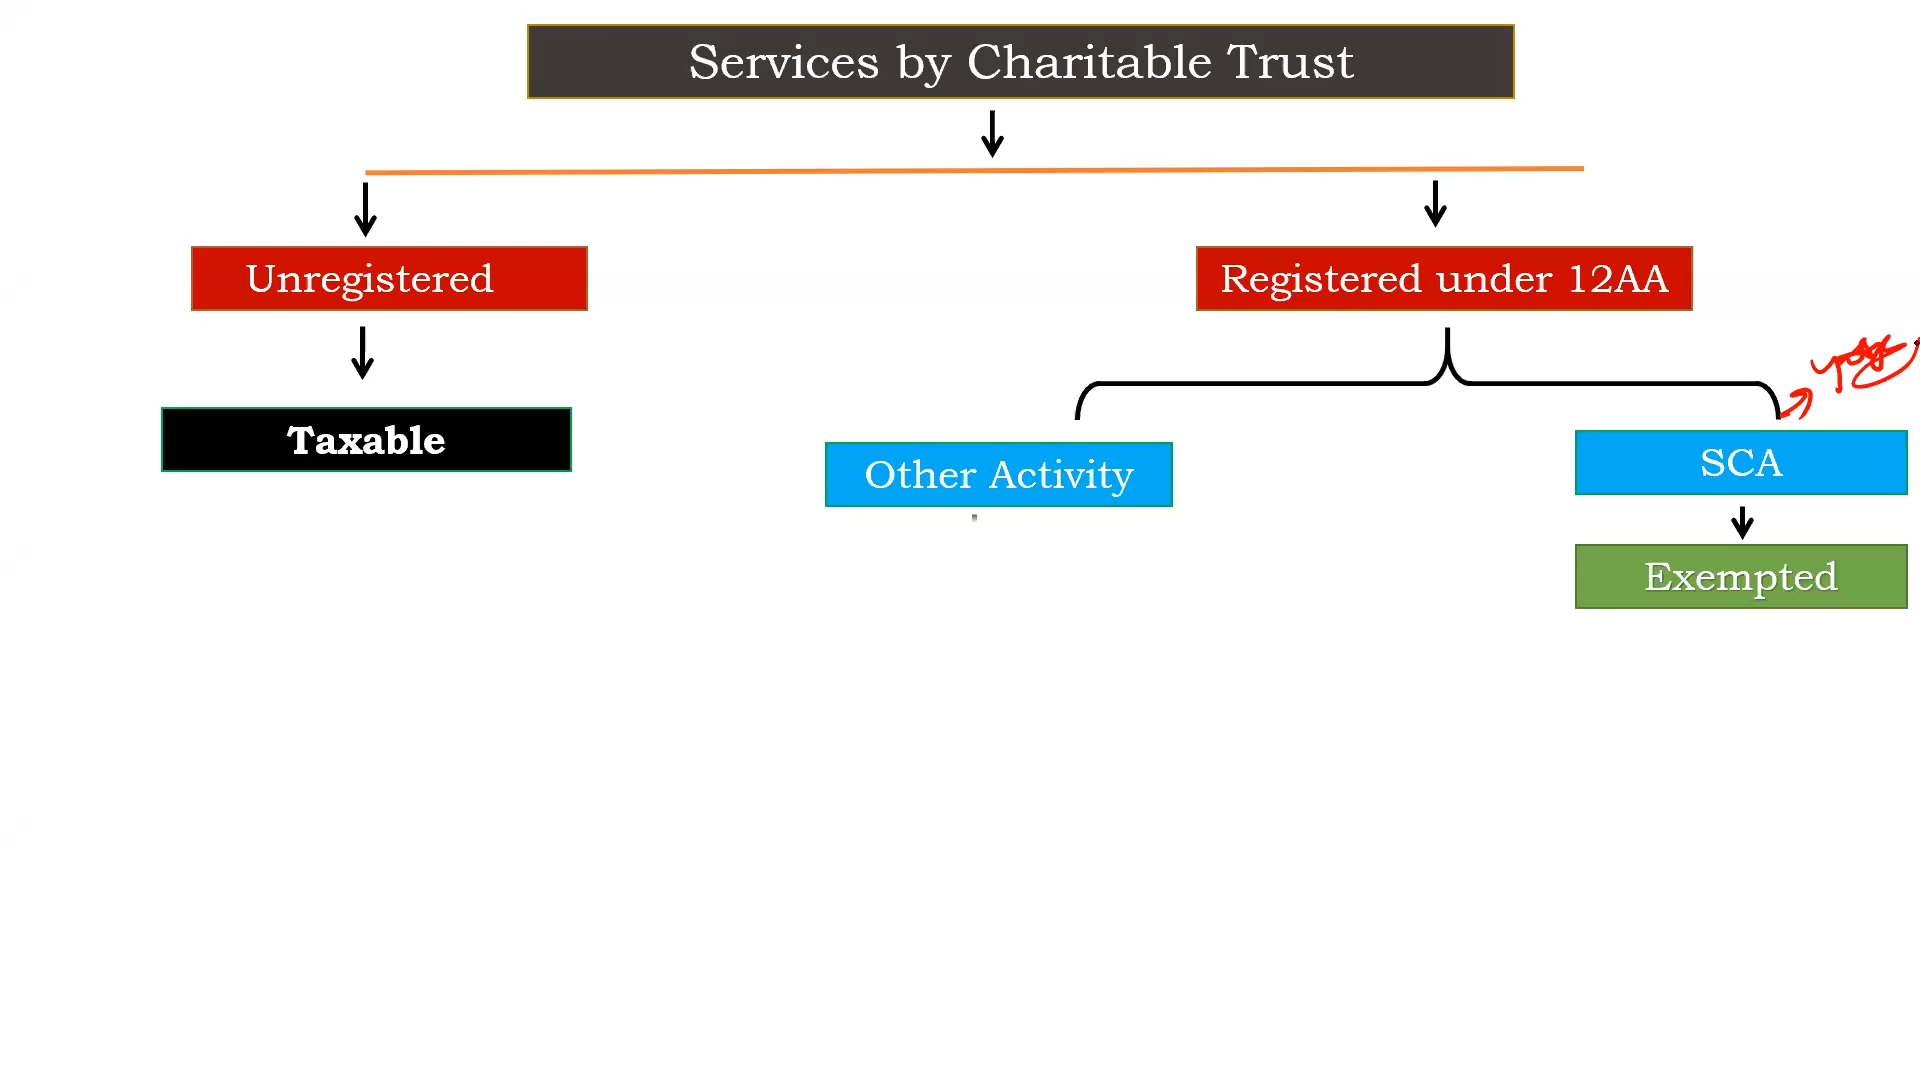 Services by Charitable Trust
Unregistered
Registered under 12AA
Taxable
Other Activity
SCA
Exempted